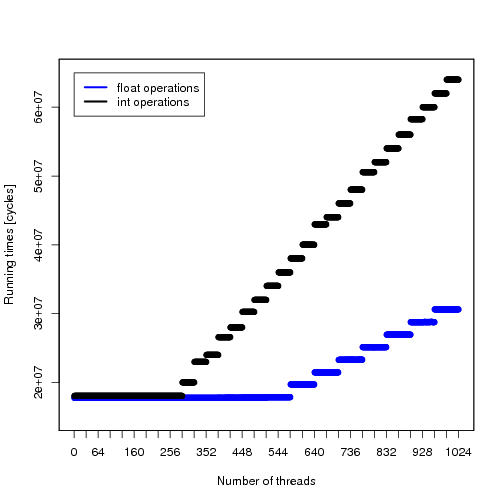 float operations
int operations
Running times [cycles]
6e+07
5e+07
4e+07
3e+07
2e+07
0 64 160 256 352 448 544 640 736 832 928 1024
Number of threads